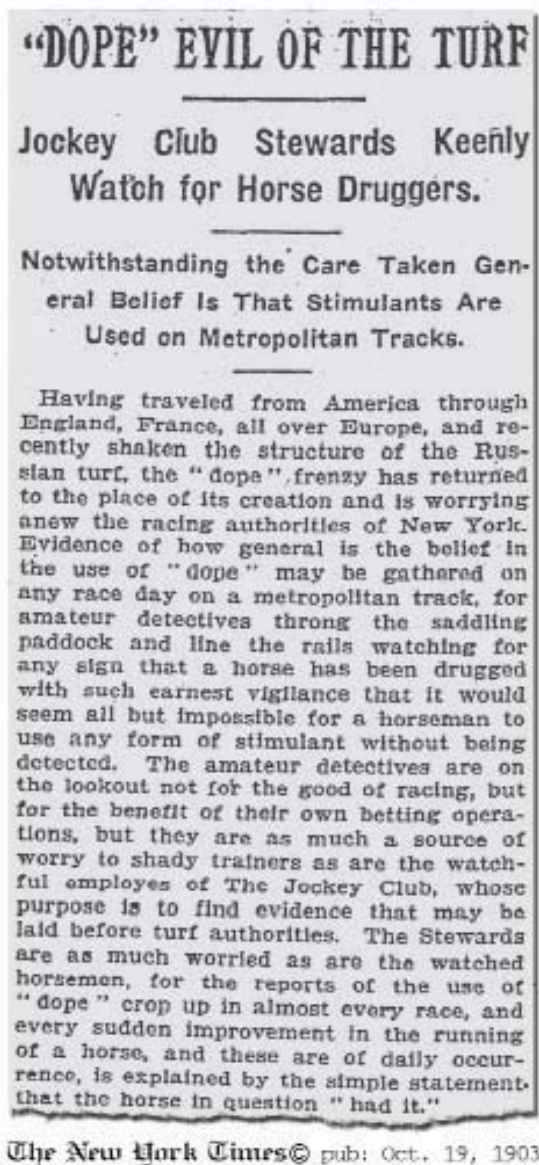 "DOPE" EVIL OF THE TURF
Jockey Club Stewards Keenly
Watch for Horse Druggers.
Notwithstanding the Care Taken Gen-
eral Belief Is That Stimulants Are
Used on Metropolitan Tracks.
Having traveled from America through
England, France, all over Europe, and re-
cently shaken the structure of the Rus-
sian turf, the "dope" frenzy has returned
to the place of its creation and is worrying
anew the racing authorities of New York.
Evidence of how general is the belief in
the use of "dope" may be gathered on
any race day on a metropolitan track, for
amateur detectives throng the saddling
paddock and line the rails watching for
any sign that a horse has been drugged
with such earnest vigilance that it would
seem all but impossible for a horseman to
use any form of stimulant without being
detected. The amateur detectives are on
the lookout not for the good of racing, but
for the benefit of their own betting opera-
tions, but they are as much a source of
worry to shady trainers as are the watch-
ful employes of The Jockey Club, whose
purpose is to find evidence that may be
laid before turf authorities. The Stewards
are as much worried as are the watched
horsemen, for the reports of the use of
"dope" crop up in almost every race, and
every sudden improvement in the running
of a horse, and these are of daily occur-
rence, is explained by the simple statement
that the horse in question "had it."
The New York Times© pub: Oct. 19, 1903